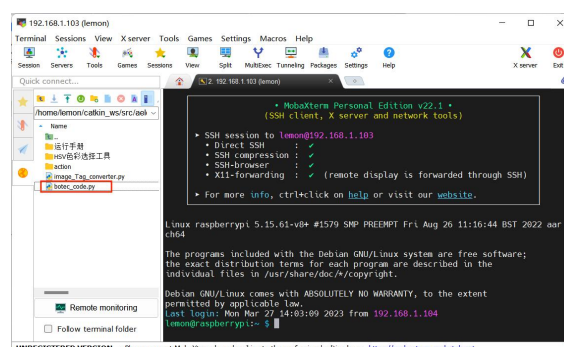 192.168.1.103 (lemon)
Terminal Sessions View X server Tools Games Settings Macros Help
Session Servers Tools Games Sessions View Split MultiExec Tunneling Packages Settings Help X server Exit
Quick connect...
2. 192.168.1.103 (lemon)
/home/lemon/catkin_ws/src/ael
Name
..
运行手册
HSV色彩选择工具
action
image_Tag_converter.py
botec_code.py
Remote monitoring
Follow terminal folder
• MobaXterm Personal Edition v22.1 •
(SSH client, X server and network tools)
➤ SSH session to lemon@192.168.1.103
• Direct SSH : ✔
• SSH compression : ✔
• SSH-browser : ✔
• X11-forwarding : ✔ (remote display is forwarded through SSH)
➤ For more info, ctrl+click on help or visit our website.
Linux raspberrypi 5.15.61-v8+ #1579 SMP PREEMPT Fri Aug 26 11:16:44 BST 2022 aar
ch64
The programs included with the Debian GNU/Linux system are free software;
the exact distribution terms for each program are described in the
individual files in /usr/share/doc/*/copyright.
Debian GNU/Linux comes with ABSOLUTELY NO WARRANTY, to the extent
permitted by applicable law.
Last login: Mon Mar 27 14:03:09 2023 from 192.168.1.104
lemon@raspberrypi:~ $
UNREGISTERED VERSION